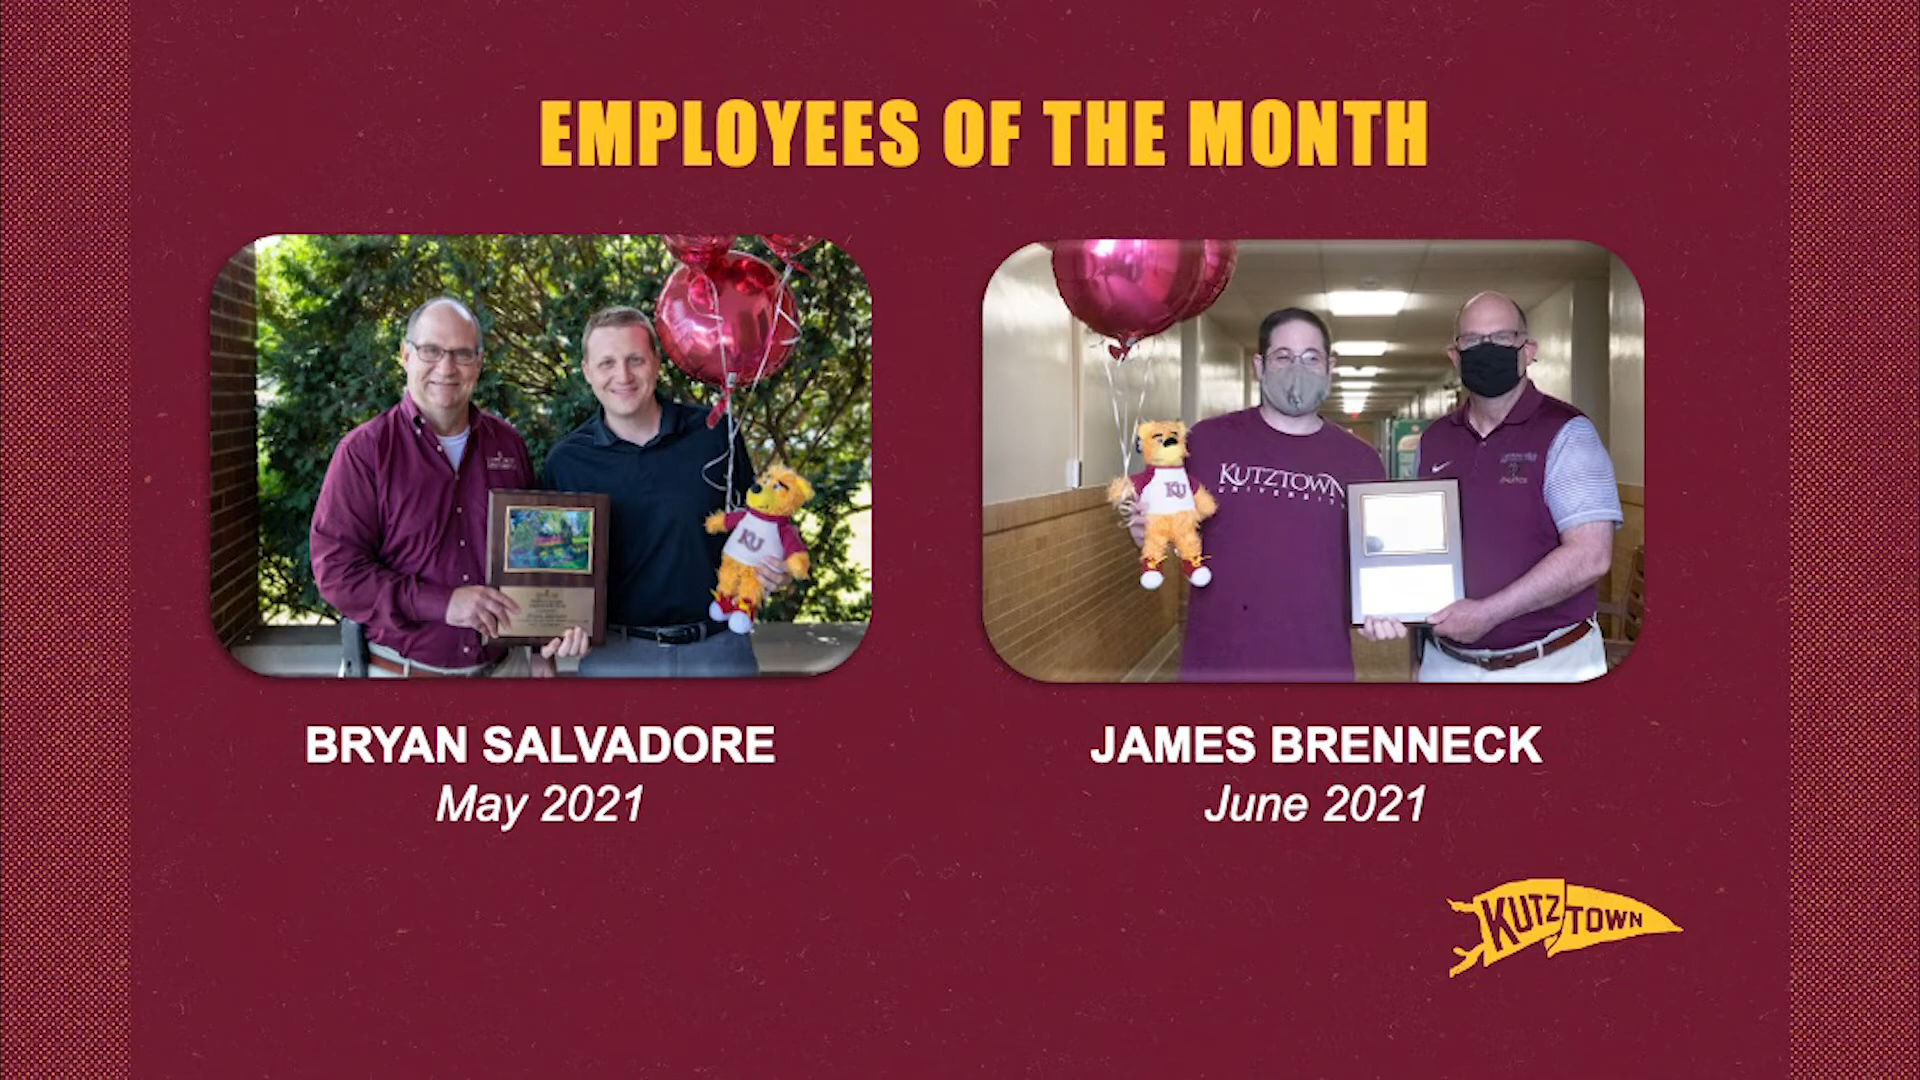 EMPLOYEES OF THE MONTH
KU
KUTZTOWN
UNIVERSITY
KU
BRYAN SALVADORE
May 2021
JAMES BRENNECK
June 2021
KUTZTOWN